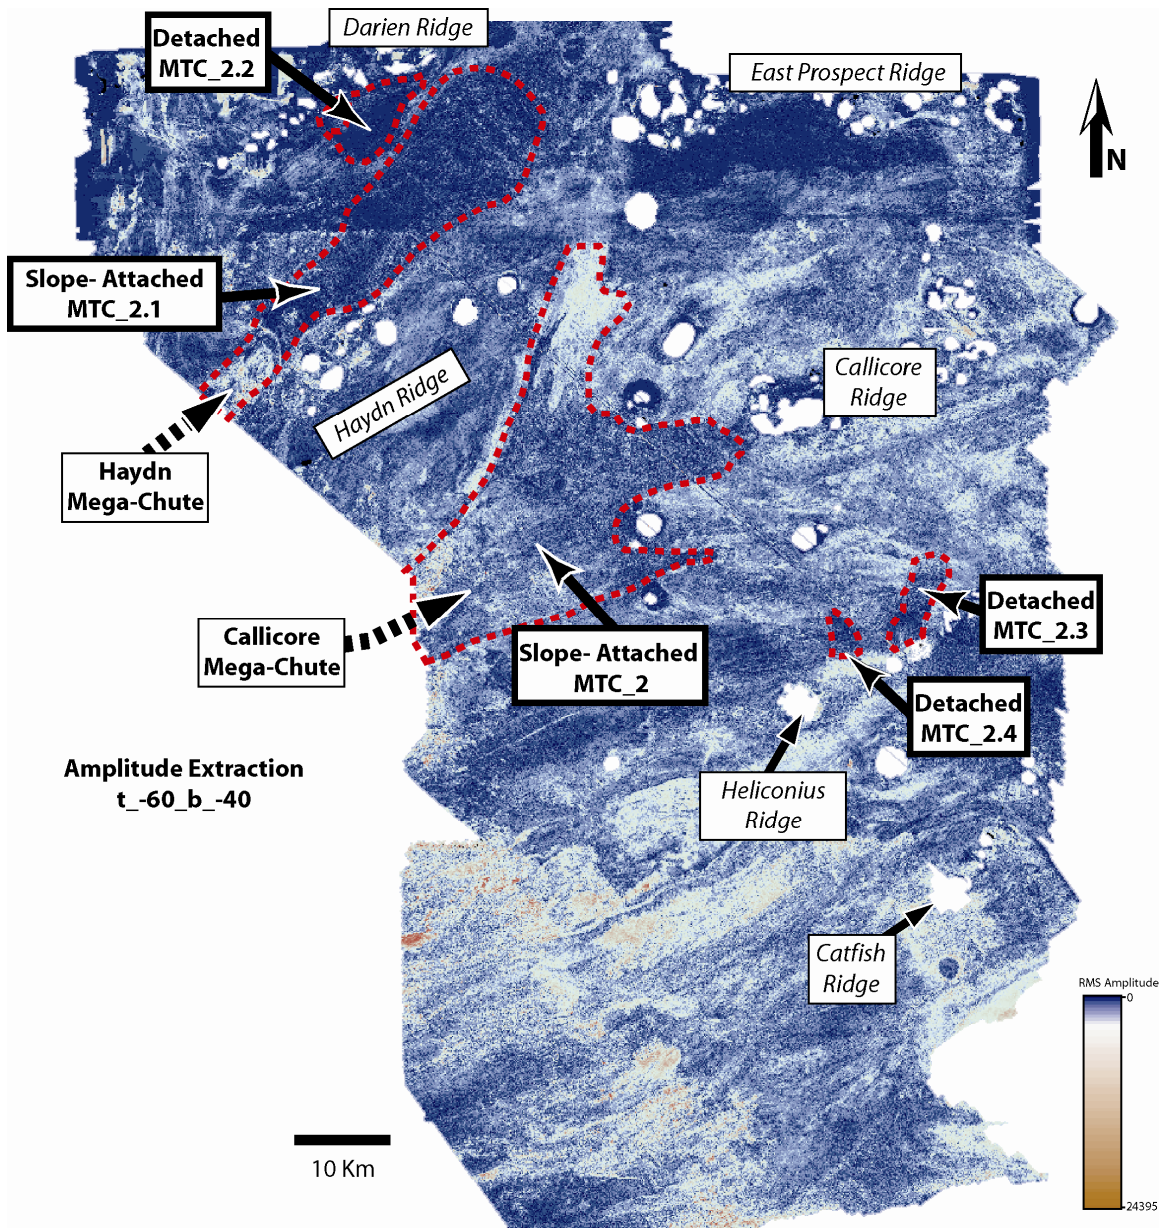 Darien Ridge
Detached
MTC_2.2
East Prospect Ridge
N
Slope- Attached
MTC_2.1
Callicore
Ridge
Haydn Ridge
Haydn
Mega-Chute
Detached
MTC_2.3
Callicore
Mega-Chute
Slope- Attached
MTC_2
Detached
MTC_2.4
Amplitude Extraction
t_-60_b_-40
Heliconius
Ridge
Catfish
Ridge
RMS Amplitude
0
24395
10 Km